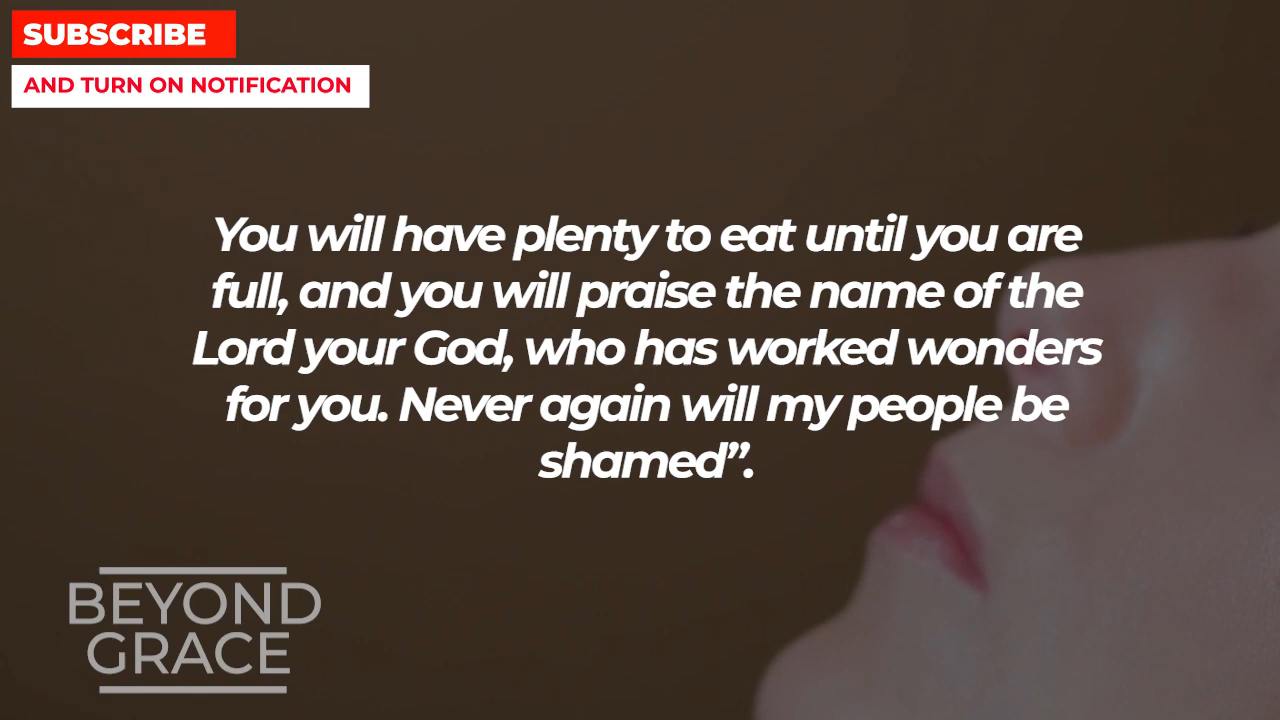 SUBSCRIBE
AND TURN ON NOTIFICATION
You will have plenty to eat until you are
full, and you will praise the name of the
Lord your God, who has worked wonders
for you. Never again will my people be
shamed”.
BEYOND
GRACE